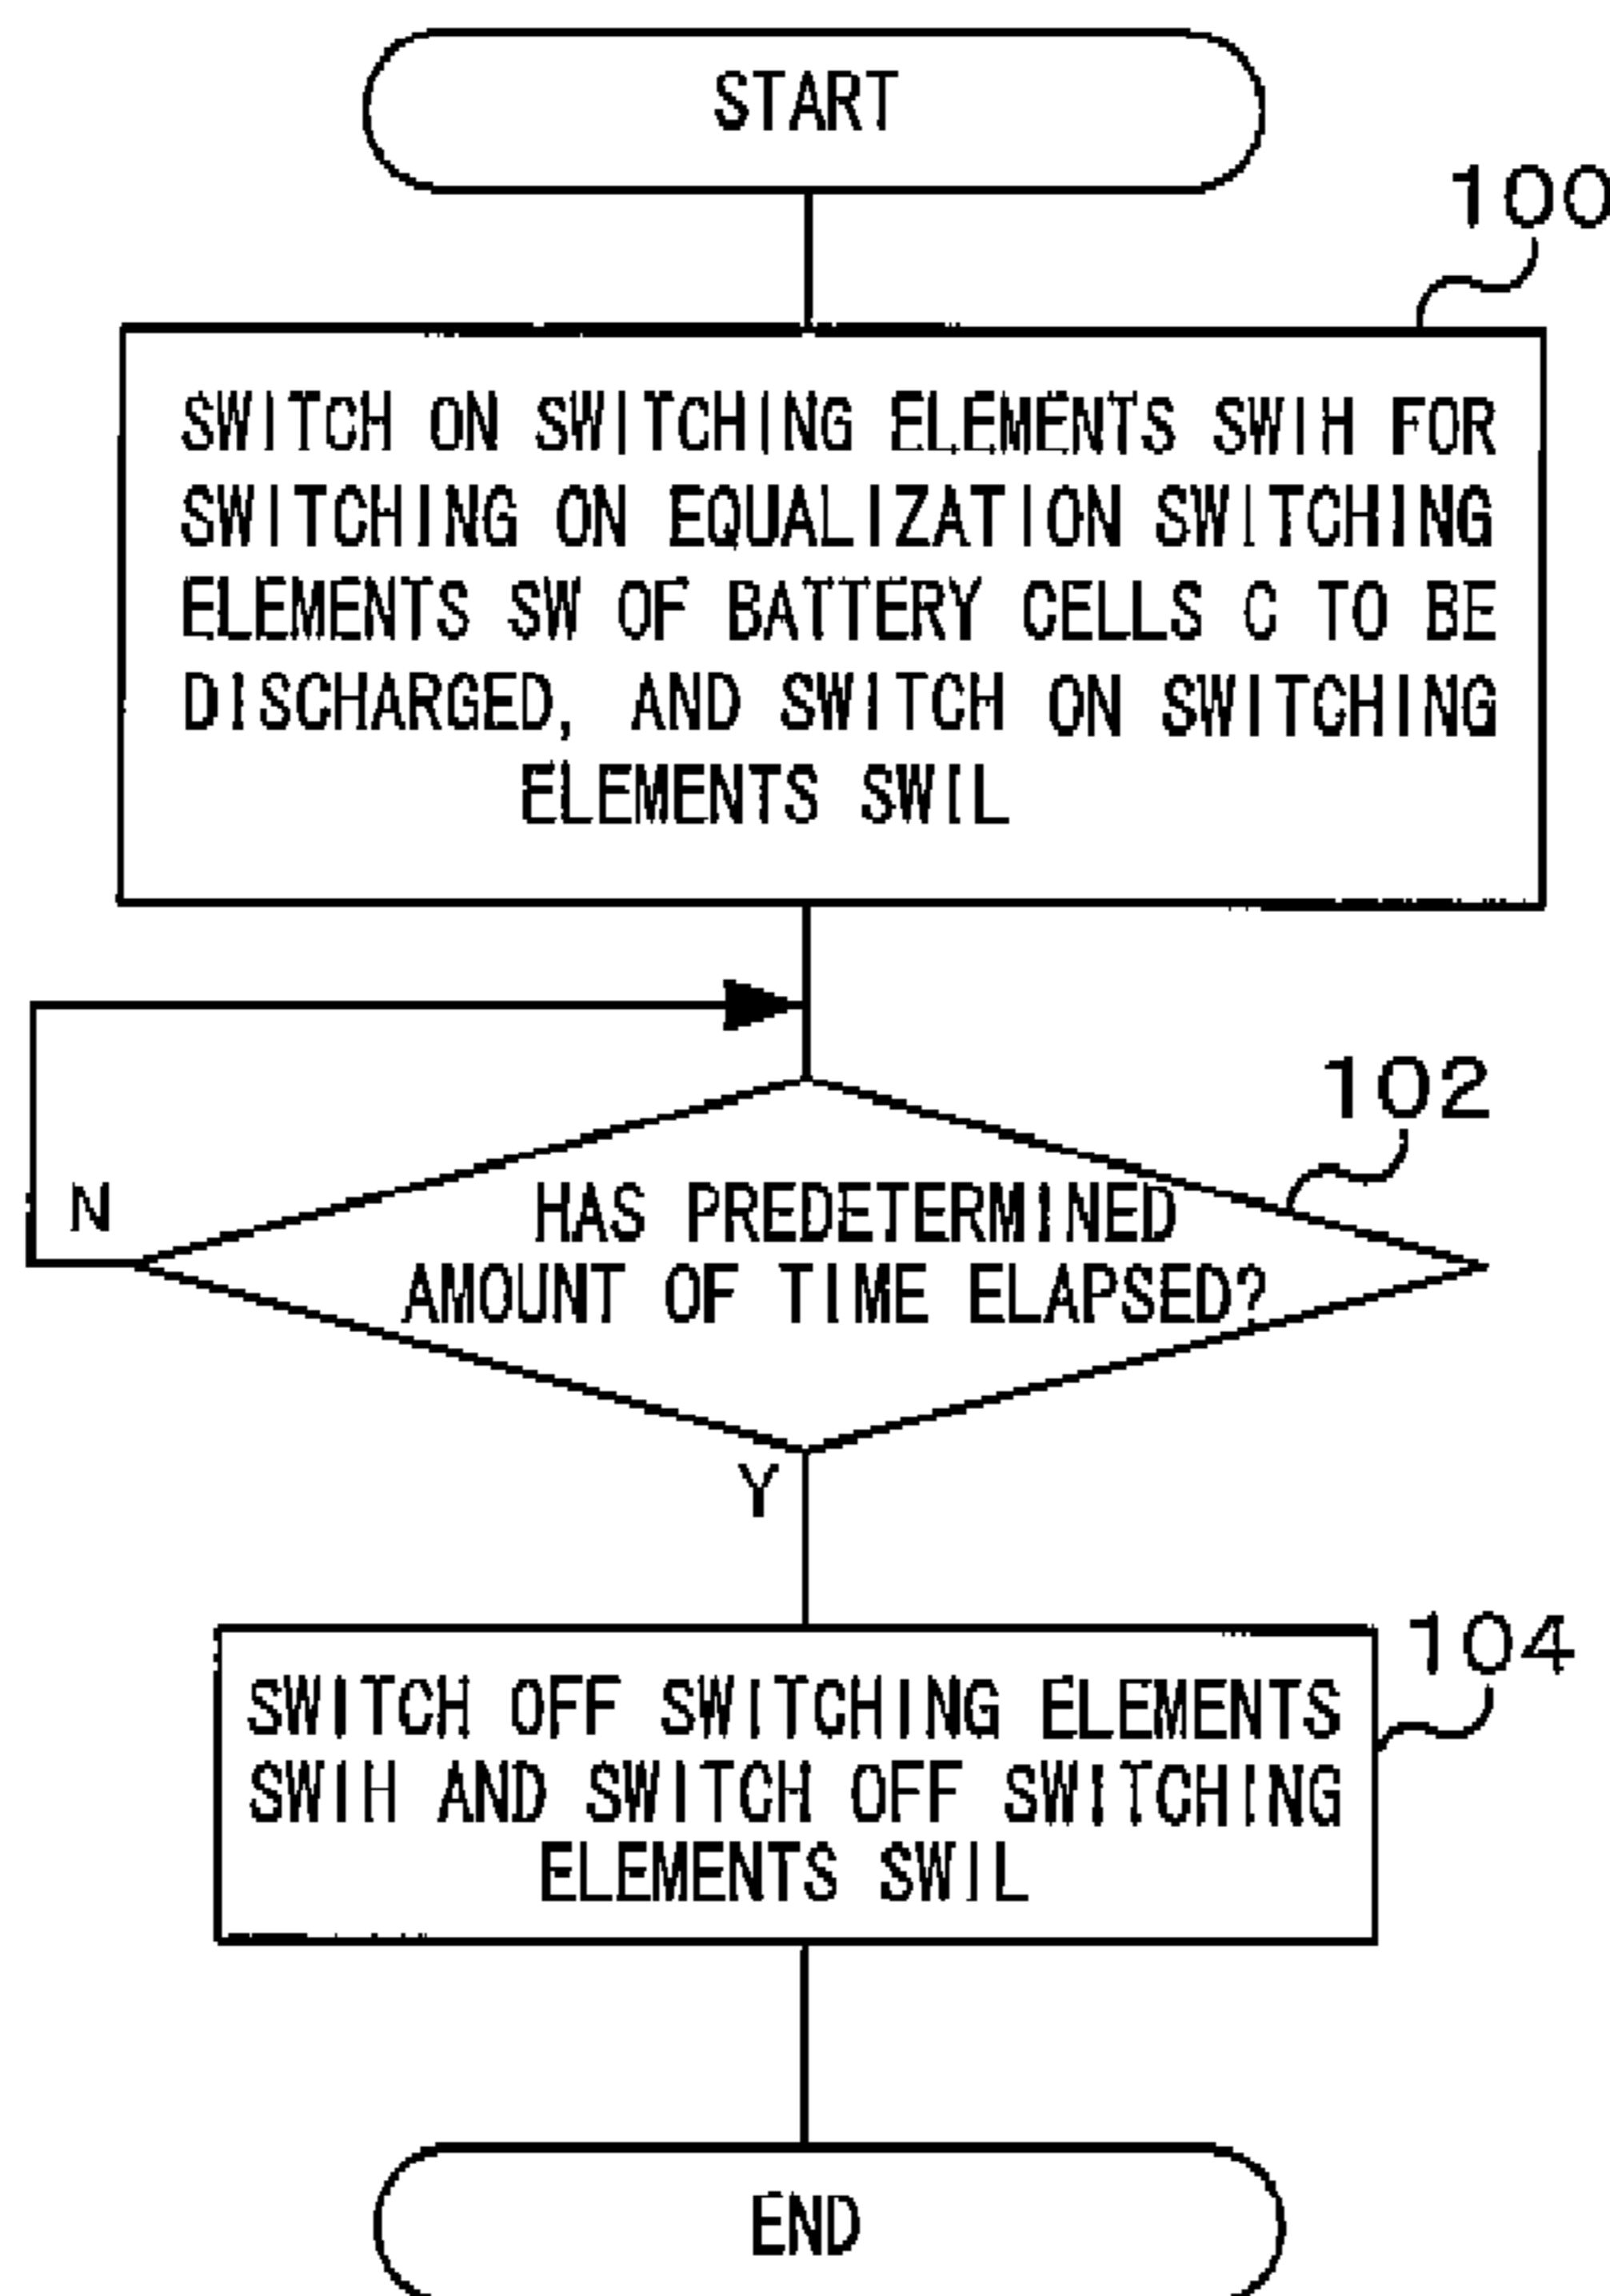 START
100
SWITCH ON SWITCHING ELEMENTS SWIH FOR
SWITCHING ON EQUALIZATION SWITCHING
ELEMENTS SW OF BATTERY CELLS C TO BE
DISCHARGED, AND SWITCH ON SWITCHING
ELEMENTS SWIL
102
N
HAS PREDETERMINED
AMOUNT OF TIME ELAPSED?
Y
104
SWITCH OFF SWITCHING ELEMENTS
SWIH AND SWITCH OFF SWITCHING
ELEMENTS SWIL
END